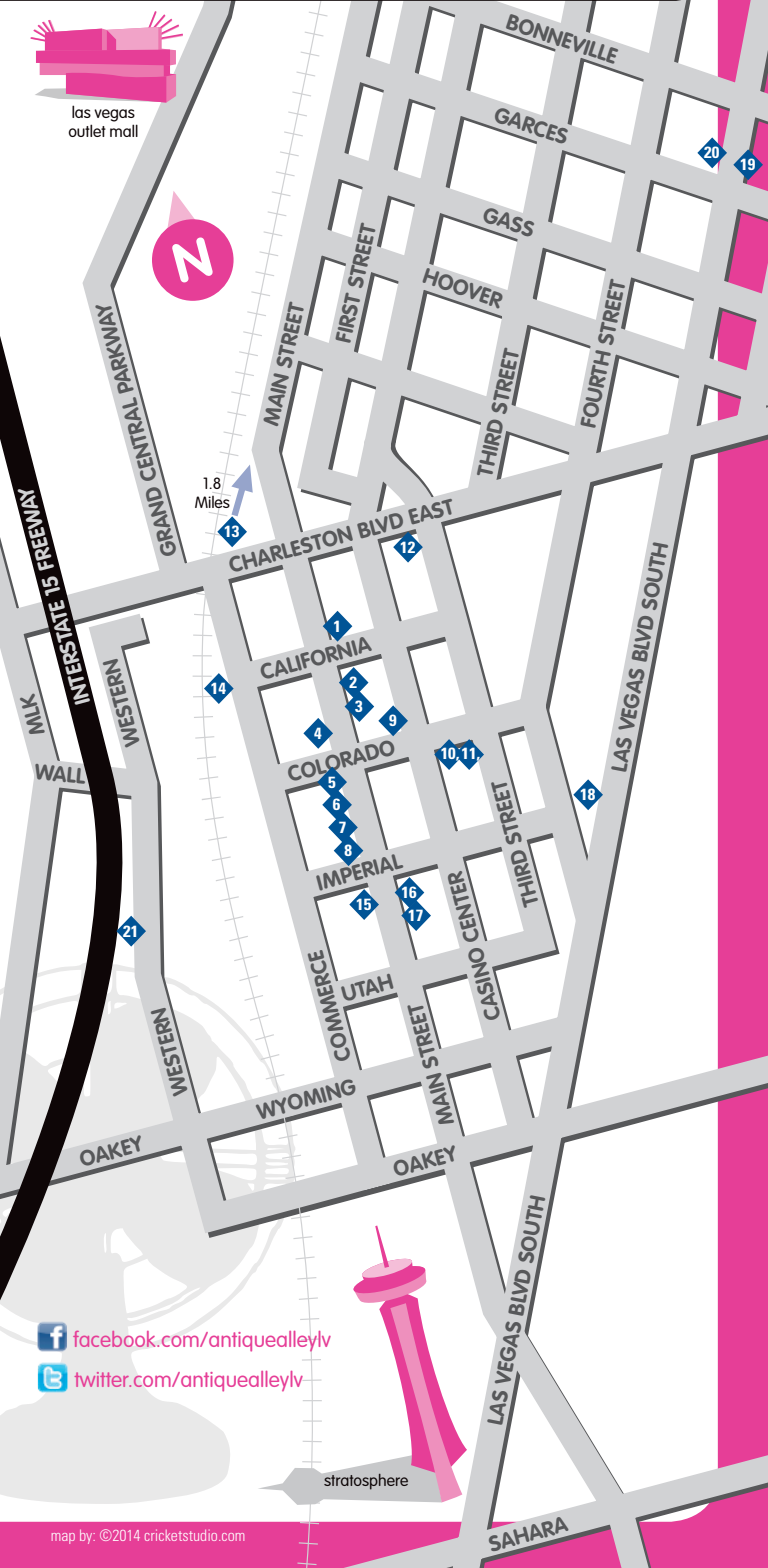 BONNEVILLE
las vegas
outlet mall
GARCES
20
19
GASS
N
FIRST STREET
HOOVER
FOURTH STREET
MAIN STREET
GRAND CENTRAL PARKWAY
THIRD STREET
1.8
Miles
13
CHARLESTON BLVD EAST
12
INTERSTATE 15 FREEWAY
LAS VEGAS BLVD SOUTH
1
CALIFORNIA
14
2
3
9
4
MLK
WESTERN
WALL
COLORADO
10
11
5
6
7
8
18
THIRD STREET
IMPERIAL
15
16
17
21
CASINO CENTER
COMMERCE
UTAH
MAIN STREET
WESTERN
WYOMING
OAKEY
OAKEY
LAS VEGAS BLVD SOUTH
facebook.com/antiquealleylv
twitter.com/antiquealleylv
stratosphere
SAHARA
map by: ©2014 cricketstudio.com